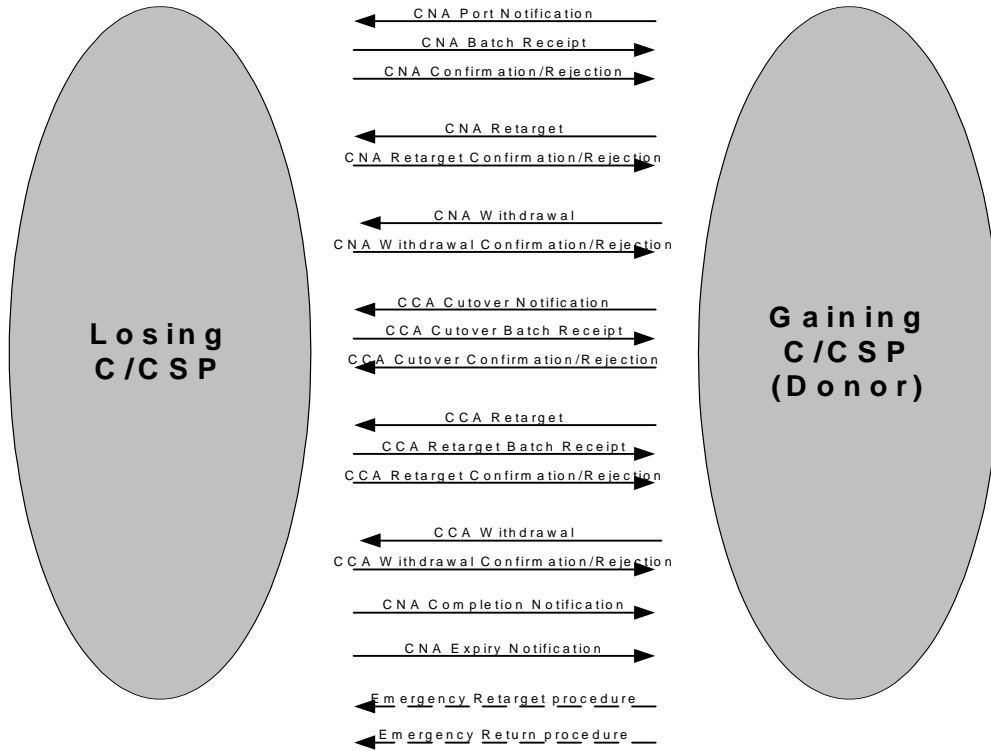 CNA Port Notification
CNA Batch Receipt
CNA Confirmation/Rejection
CNA Retarget
CNA Retarget Confirmation/Rejection
CNA Withdrawal
CNA Withdrawal Confirmation/Rejection
CCA Cutover Notification
CCA Cutover Batch Receipt
CCA Cutover Confirmation/Rejection
Losing
C/CSP
Gaining
C/CSP
(Donor)
CCA Retarget
CCA Retarget Batch Receipt
CCA Retarget Confirmation/Rejection
CCA Withdrawal
CCA Withdrawal Confirmation/Rejection
CNA Completion Notification
CNA Expiry Notification
Emergency Retarget procedure
Emergency Return procedure